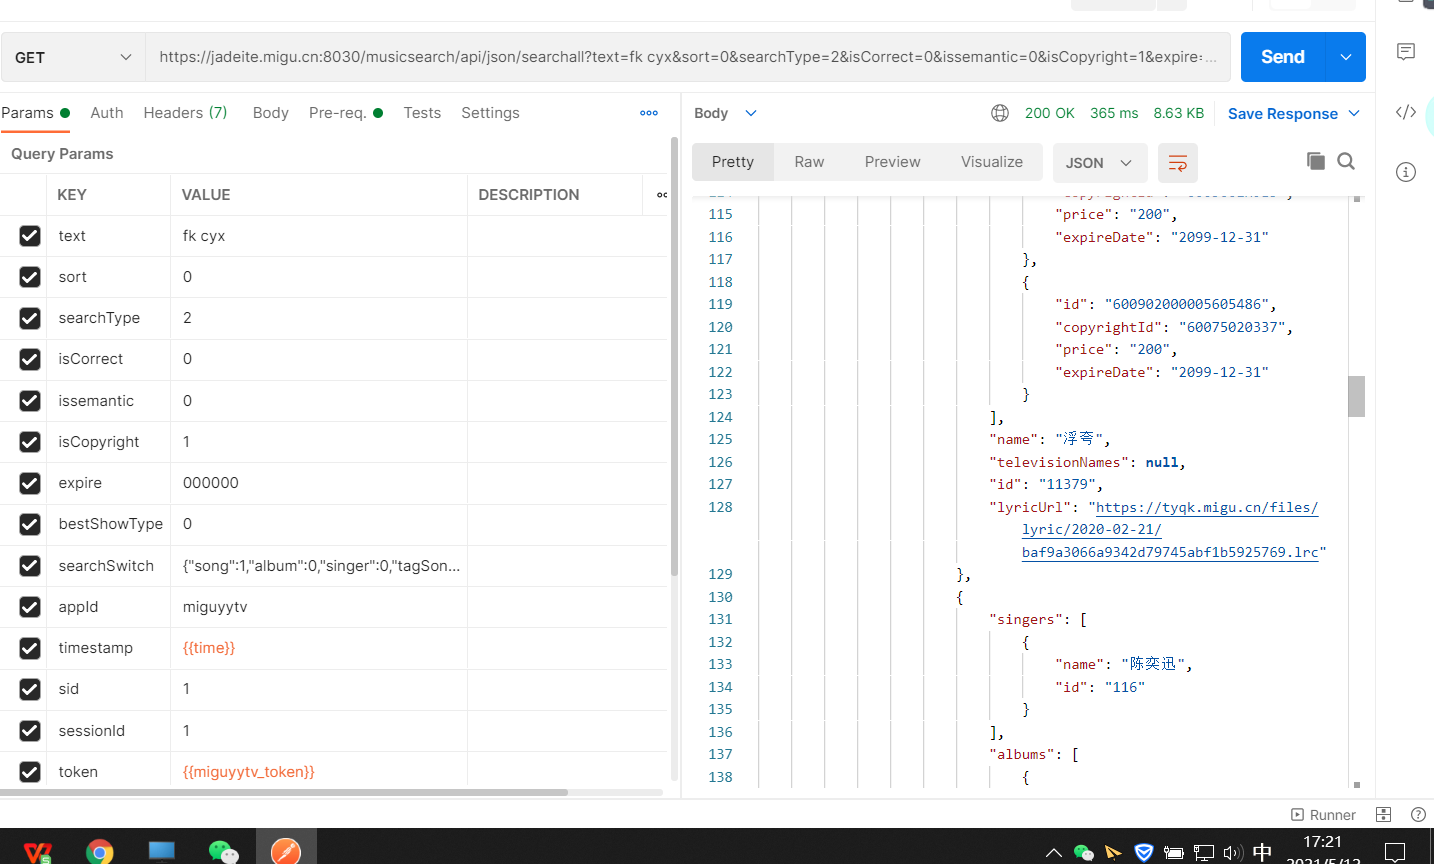 GET
https://jadeite.migu.cn:8030/musicsearch/api/json/searchall?text=fk cyx&sort=0&searchType=2&isCorrect=0&issemantic=0&isCopyright=1&expire=...
Send
Params
Auth
Headers (7)
Body
Pre-req.
Tests
Settings
Body
200 OK
365 ms
8.63 KB
Save Response
Query Params
Pretty
Raw
Preview
Visualize
JSON
KEY
VALUE
DESCRIPTION
text
fk cyx
sort
0
searchType
2
isCorrect
0
issemantic
0
isCopyright
1
expire
000000
bestShowType
0
searchSwitch
{"song":1,"album":0,"singer":0,"tagSon...
appId
miguyytv
timestamp
{{time}}
sid
1
sessionId
1
token
{{miguyytv_token}}
115 "price": "200",
116 "expireDate": "2099-12-31"
117 },
118 {
119 "id": "600902000005605486",
120 "copyrightId": "60075020337",
121 "price": "200",
122 "expireDate": "2099-12-31"
123 }
124 ],
125 "name": "浮夸",
126 "televisionNames": null,
127 "id": "11379",
128 "lyricUrl": "https://tyqk.migu.cn/files/
lyric/2020-02-21/
baf9a3066a9342d79745abf1b5925769.lrc"
129 },
130 {
131 "singers": [
132 {
133 "name": "陈奕迅",
134 "id": "116"
135 }
136 ],
137 "albums": [
138 {
Runner
中
17:21